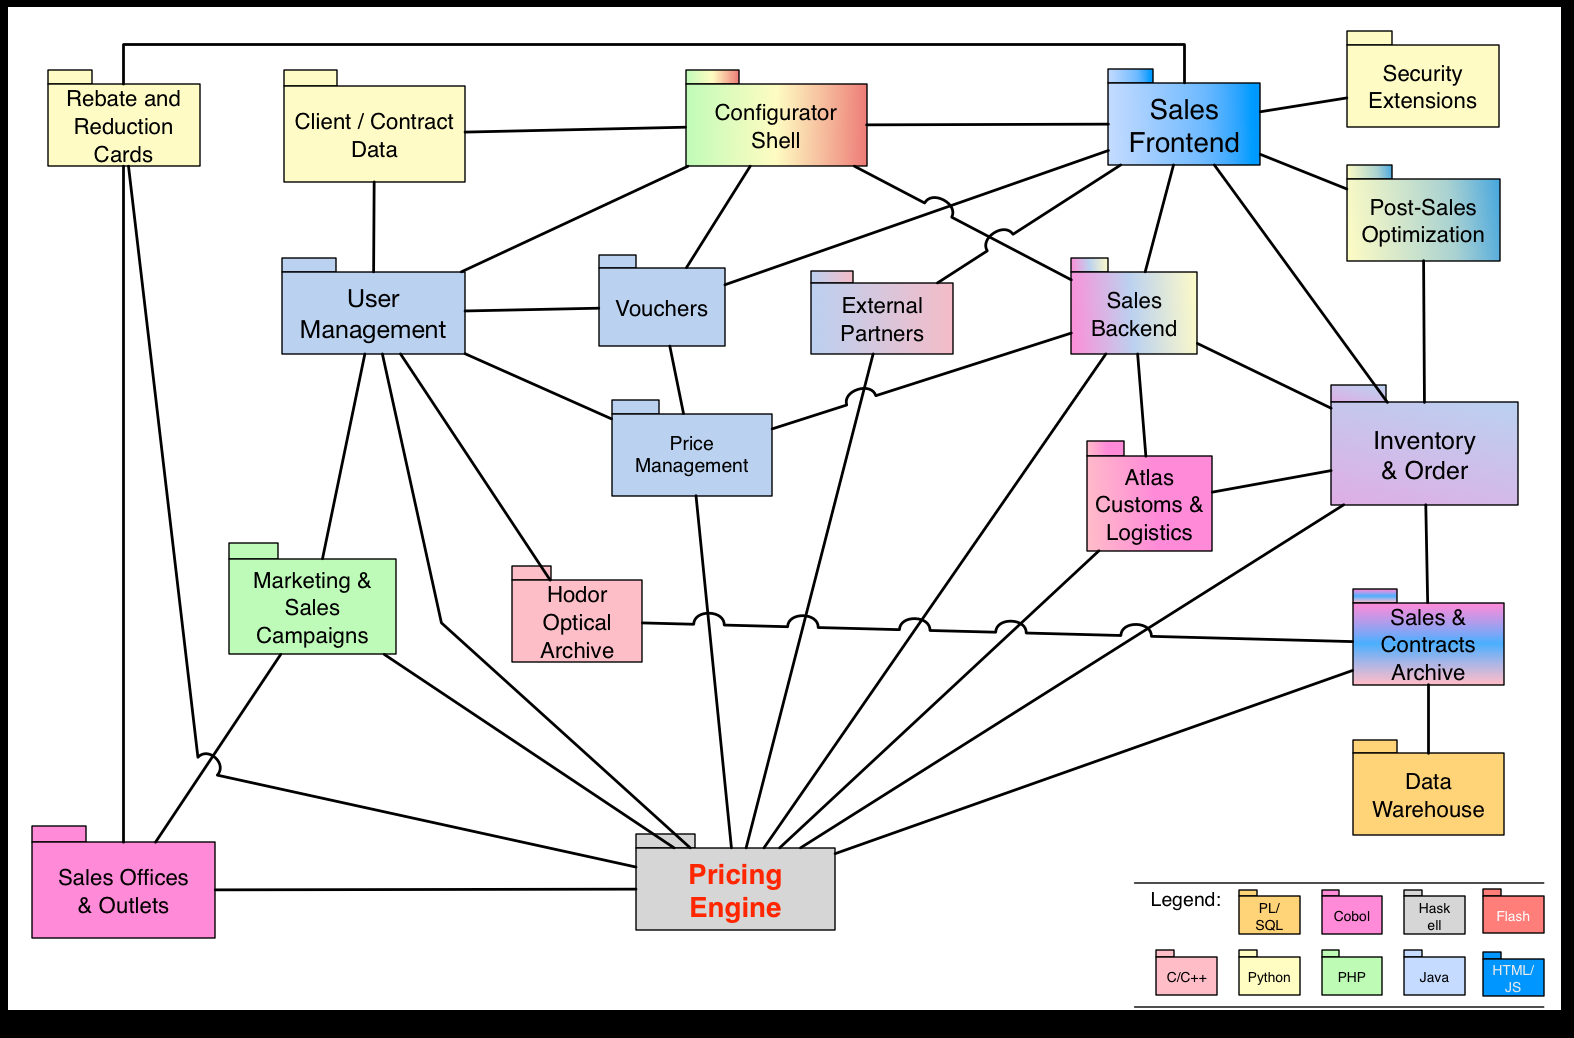 Rebate and
Reduction
Cards
Client / Contract
Data
Configurator
Shell
Sales
Frontend
Security
Extensions
Post-Sales
Optimization
User
Management
Vouchers
External
Partners
Sales
Backend
Price
Management
Inventory
& Order
Atlas
Customs &
Logistics
Marketing &
Sales
Campaigns
Hodor
Optical
Archive
Sales &
Contracts
Archive
Data
Warehouse
Sales Offices
& Outlets
Pricing
Engine
Legend:
PL/
SQL
Cobol
Hask
ell
Flash
C/C++
Python
PHP
Java
HTML/
JS